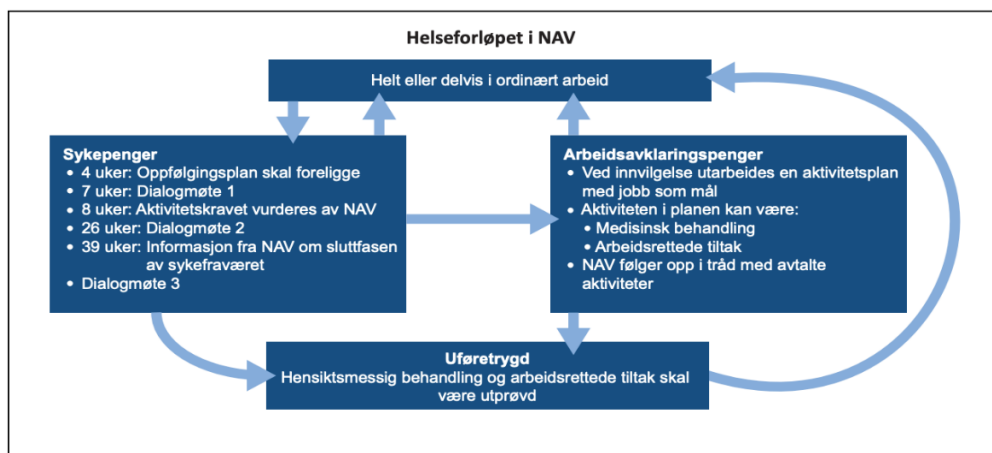 Helseforløpet i NAV
Helt eller delvis i ordinært arbeid
Sykepenger
• 4 uker: Oppfølgingsplan skal foreligge
• 7 uker: Dialogmøte 1
• 8 uker: Aktivitetskravet vurderes av NAV
• 26 uker: Dialogmøte 2
• 39 uker: Informasjon fra NAV om sluttfasen
av sykefraværet
• Dialogmøte 3
Arbeidsavklaringspenger
• Ved innvilgelse utarbeides en aktivitetsplan
med jobb som mål
• Aktiviteten i planen kan være:
• Medisinsk behandling
• Arbeidsrettede tiltak
• NAV følger opp i tråd med avtalte
aktiviteter
Uføretrygd
Hensiktsmessig behandling og arbeidsrettede tiltak skal
være utprøvd